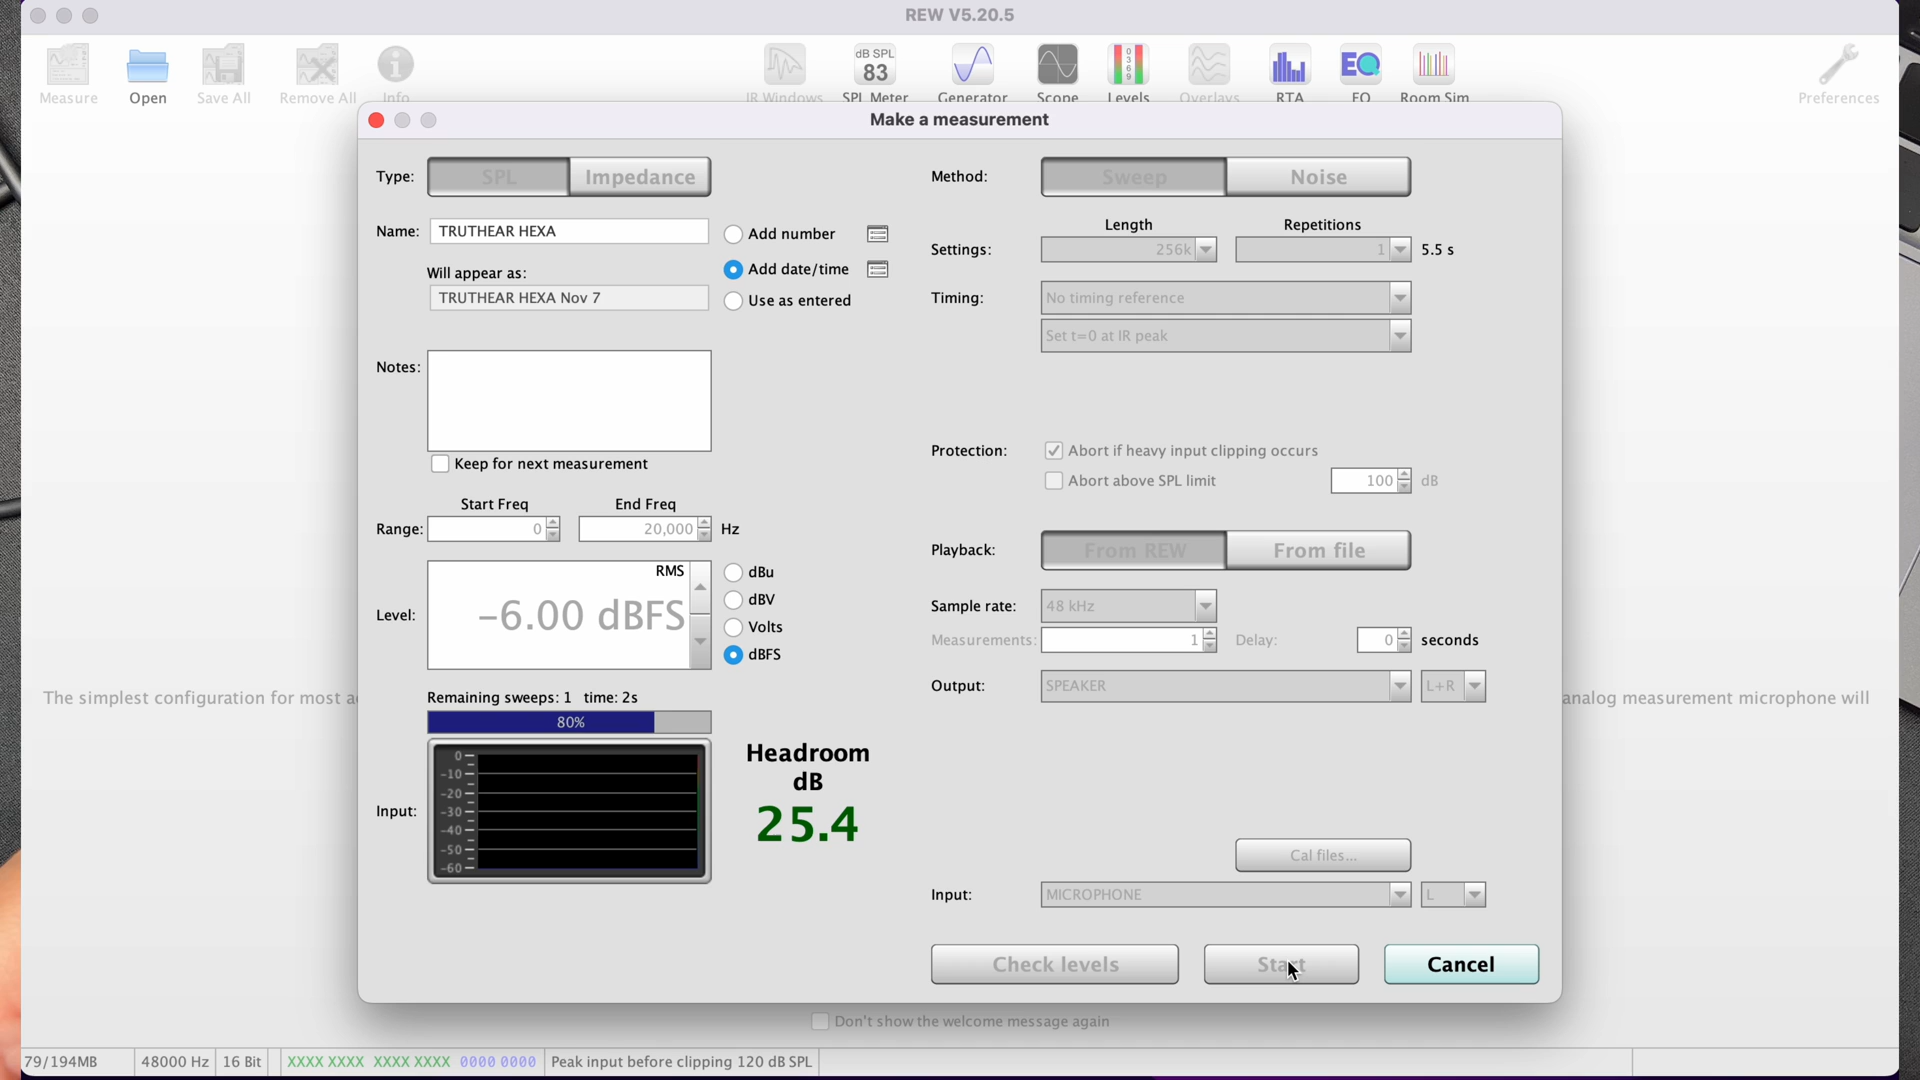 REW V5.20.5
dB SPL
83
0 3 6 9
EQ
Measure Open Save All Remove All Info IR Windows SPL Meter Generator Scope Levels Overlays RTA EQ Room Sim Preferences
Make a measurement
Type: SPL Impedance
Name: TRUTHEAR HEXA
Add number
Will appear as:
Add date/time
TRUTHEAR HEXA Nov 7
Use as entered
Notes:
Keep for next measurement
Start Freq End Freq
Range: 0 20,000 Hz
RMS
Level: -6.00 dBFS
dBu
dBV
Volts
dBFS
Remaining sweeps: 1 time: 2s
80%
Input:
0
-10
-20
-30
-40
-50
-60
Headroom
dB
25.4
Method: Sweep Noise
Length Repetitions
Settings: 256k 1 5.5 s
Timing: No timing reference
Set t=0 at IR peak
Protection: Abort if heavy input clipping occurs
Abort above SPL limit 100 dB
Playback: From REW From file
Sample rate: 48 kHz
Measurements: 1 Delay: 0 seconds
Output: SPEAKER L+R
Cal files...
Input: MICROPHONE L
Check levels Start Cancel
The simplest configuration for most a
analog measurement microphone will
Don't show the welcome message again
79/194MB 48000 Hz 16 Bit XXXX XXXX XXXX XXXX 0000 0000 Peak input before clipping 120 dB SPL